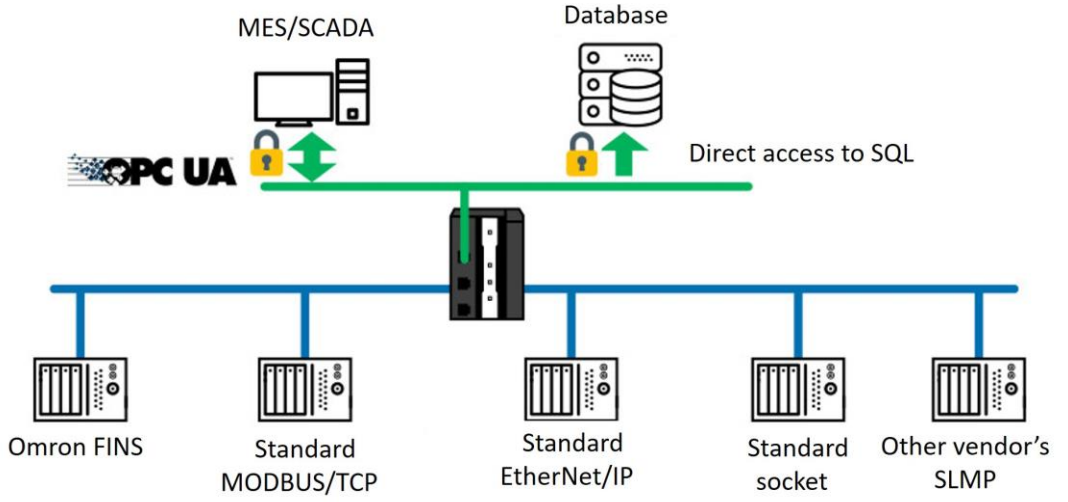 Database
MES/SCADA
OPC UA
Direct access to SQL
Omron FINS
Standard
MODBUS/TCP
Standard
EtherNet/IP
Standard
socket
Other vendor's
SLMP